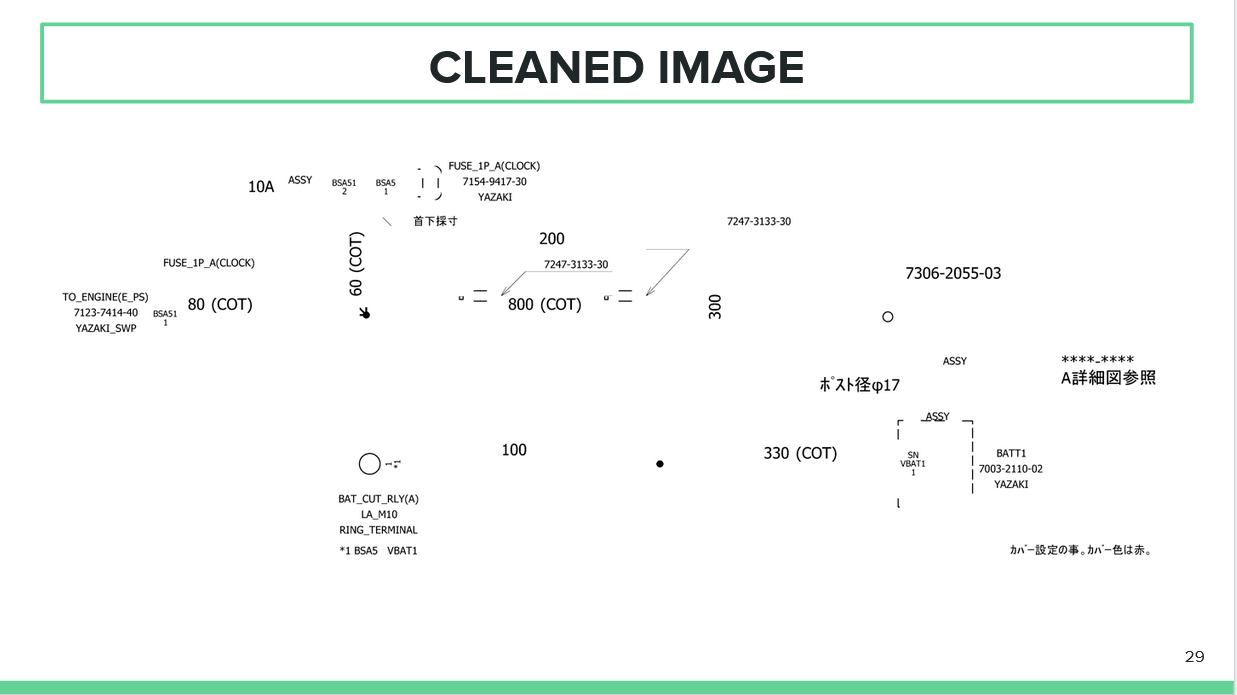 CLEANED IMAGE
FUSE_1P_A(CLOCK)
10A
ASSY
BSA51
2
BSA5
1
7154-9417-30
YAZAKI
首下採寸
7247-3133-30
60 (COT)
200
FUSE_1P_A(CLOCK)
7247-3133-30
7306-2055-03
TO_ENGINE(E_PS)
7123-7414-40
YAZAKI_SWP
BSA51
1
80 (COT)
800 (COT)
300
ASSY
****-****
A詳細図参照
ポスト径φ17
ASSY
100
330 (COT)
SN
VBAT1
1
BATT1
7003-2110-02
YAZAKI
1
*1
BAT_CUT_RLY(A)
LA_M10
RING_TERMINAL
*1 BSA5 VBAT1
ｶﾊﾞｰ設定の事。ｶﾊﾞｰ色は赤。
29